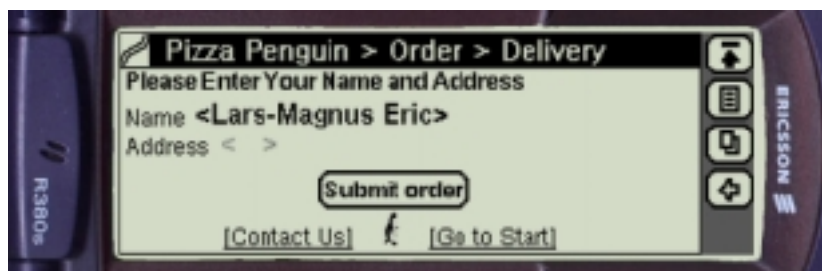 Pizza Penguin > Order > Delivery
Please Enter Your Name and Address
Name <Lars-Magnus Eric>
Address < >
Submit order
[Contact Us] [Go to Start]
ERICSSON
R380s